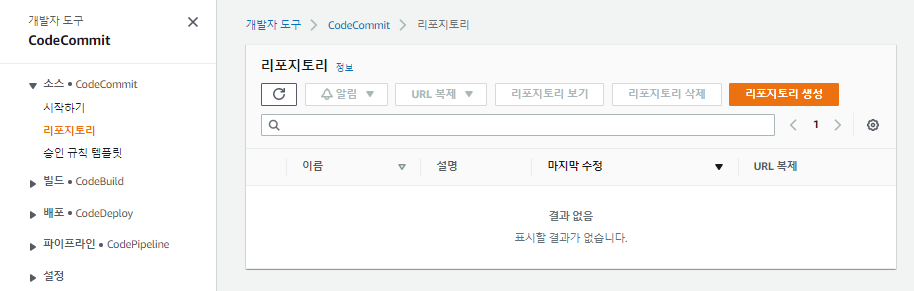 개발자 도구
CodeCommit
소스 • CodeCommit
시작하기
리포지토리
승인 규칙 템플릿
빌드 • CodeBuild
배포 • CodeDeploy
파이프라인 • CodePipeline
설정
개발자 도구 > CodeCommit > 리포지토리
리포지토리 정보
알림 URL 복제 리포지토리 보기 리포지토리 삭제 리포지토리 생성
1
이름 설명 마지막 수정 URL 복제
결과 없음
표시할 결과가 없습니다.